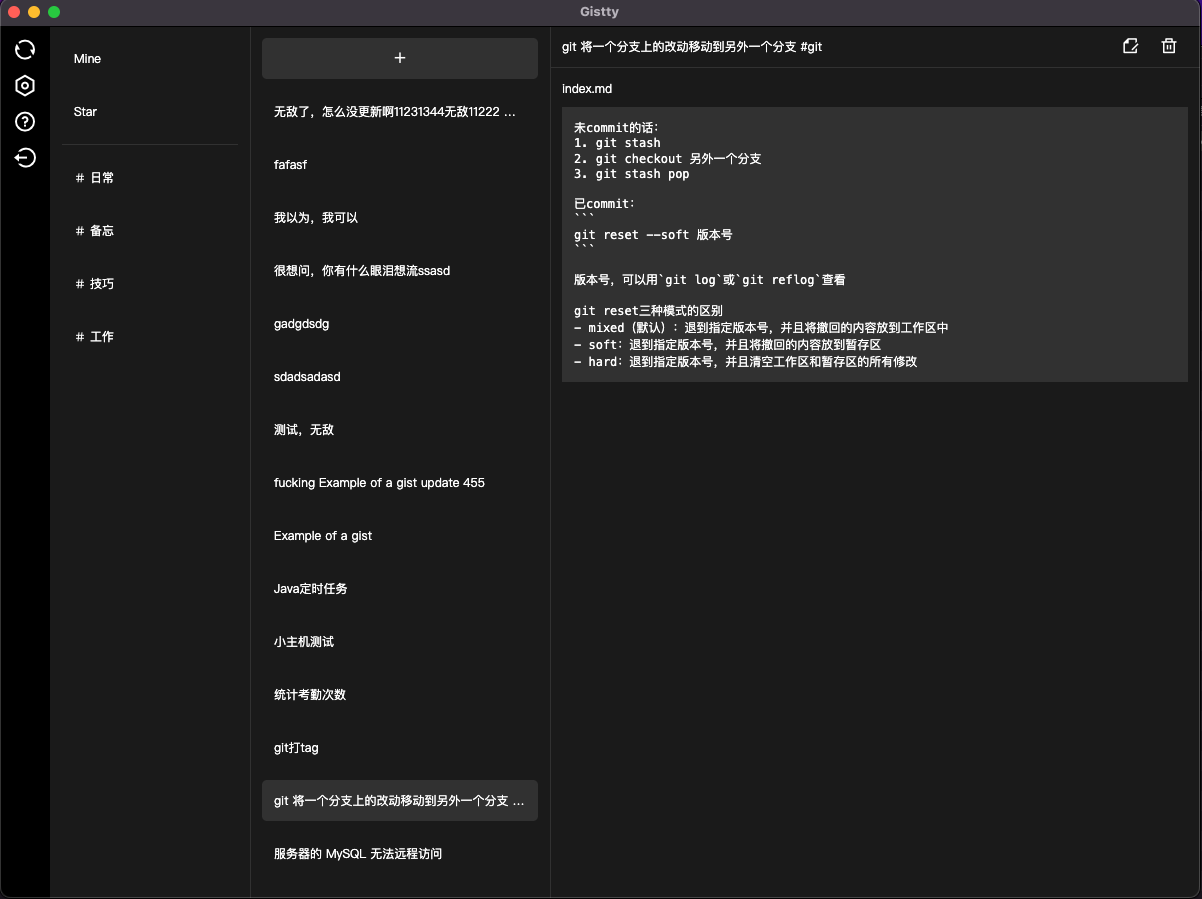 Gistty
Mine
Star
# 日常
# 备忘
# 技巧
# 工作
+
无敌了，怎么没更新啊11231344无敌11222 ...
fafasf
我以为，我可以
很想问，你有什么眼泪想流ssasd
gadgdsdg
sdadsadasd
测试，无敌
fucking Example of a gist update 455
Example of a gist
Java定时任务
小主机测试
统计考勤次数
git打tag
git 将一个分支上的改动移动到另外一个分支 ...
服务器的 MySQL 无法远程访问
git 将一个分支上的改动移动到另外一个分支 #git
index.md
未commit的话：
1. git stash
2. git checkout 另外一个分支
3. git stash pop
已commit：
```
git reset --soft 版本号
```
版本号，可以用`git log`或`git reflog`查看
git reset三种模式的区别
- mixed（默认）：退到指定版本号，并且将撤回的内容放到工作区中
- soft：退到指定版本号，并且将撤回的内容放到暂存区
- hard：退到指定版本号，并且清空工作区和暂存区的所有修改